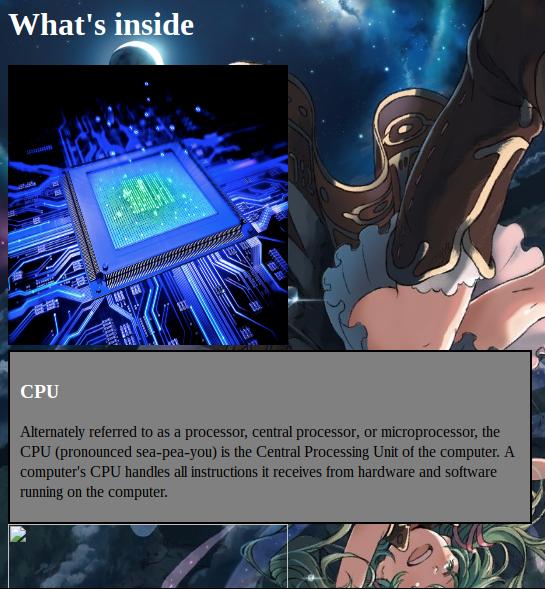 What's inside
CPU
Alternately referred to as a processor, central processor, or microprocessor, the
CPU (pronounced sea-pea-you) is the Central Processing Unit of the computer. A
computer's CPU handles all instructions it receives from hardware and software
running on the computer.